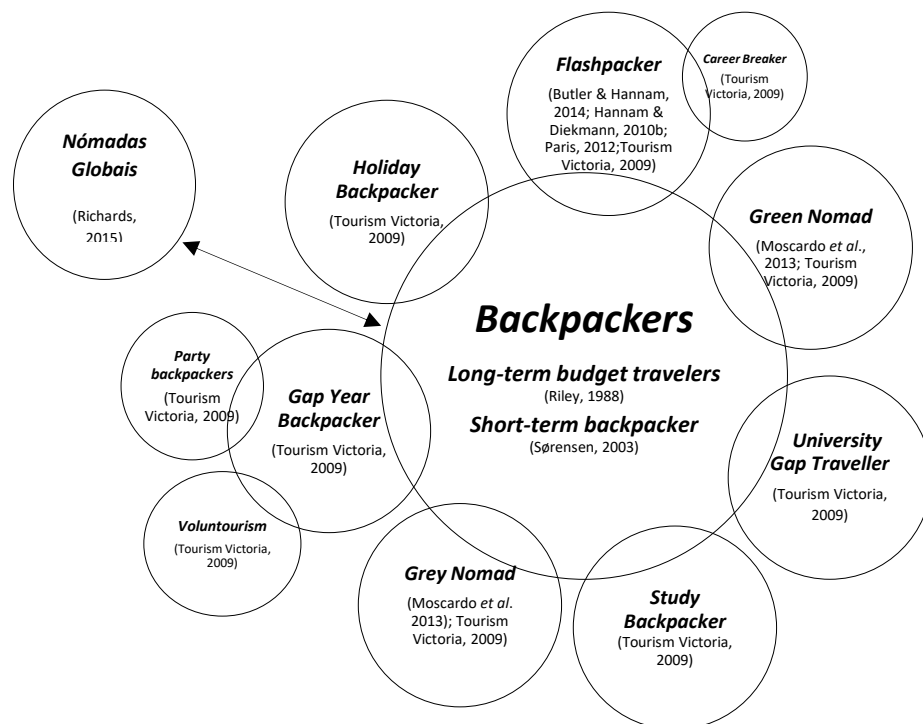 Flashpacker
(Butler & Hannam,
2014; Hannam &
Diekmann, 2010b;
Paris, 2012;Tourism
Victoria, 2009)
Career Breaker
(Tourism
Victoria, 2009)
Nómadas
Globais
(Richards,
2015)
Holiday
Backpacker
(Tourism Victoria,
2009)
Green Nomad
(Moscardo et al.,
2013; Tourism
Victoria, 2009)
Backpackers
Long-term budget travelers
(Riley, 1988)
Short-term backpacker
(Sørensen, 2003)
Party
backpackers
(Tourism
Victoria, 2009)
Gap Year
Backpacker
(Tourism Victoria,
2009)
University
Gap Traveller
(Tourism Victoria,
2009)
Voluntourism
(Tourism Victoria,
2009)
Grey Nomad
(Moscardo et al.
2013); Tourism
Victoria, 2009)
Study
Backpacker
(Tourism Victoria,
2009)